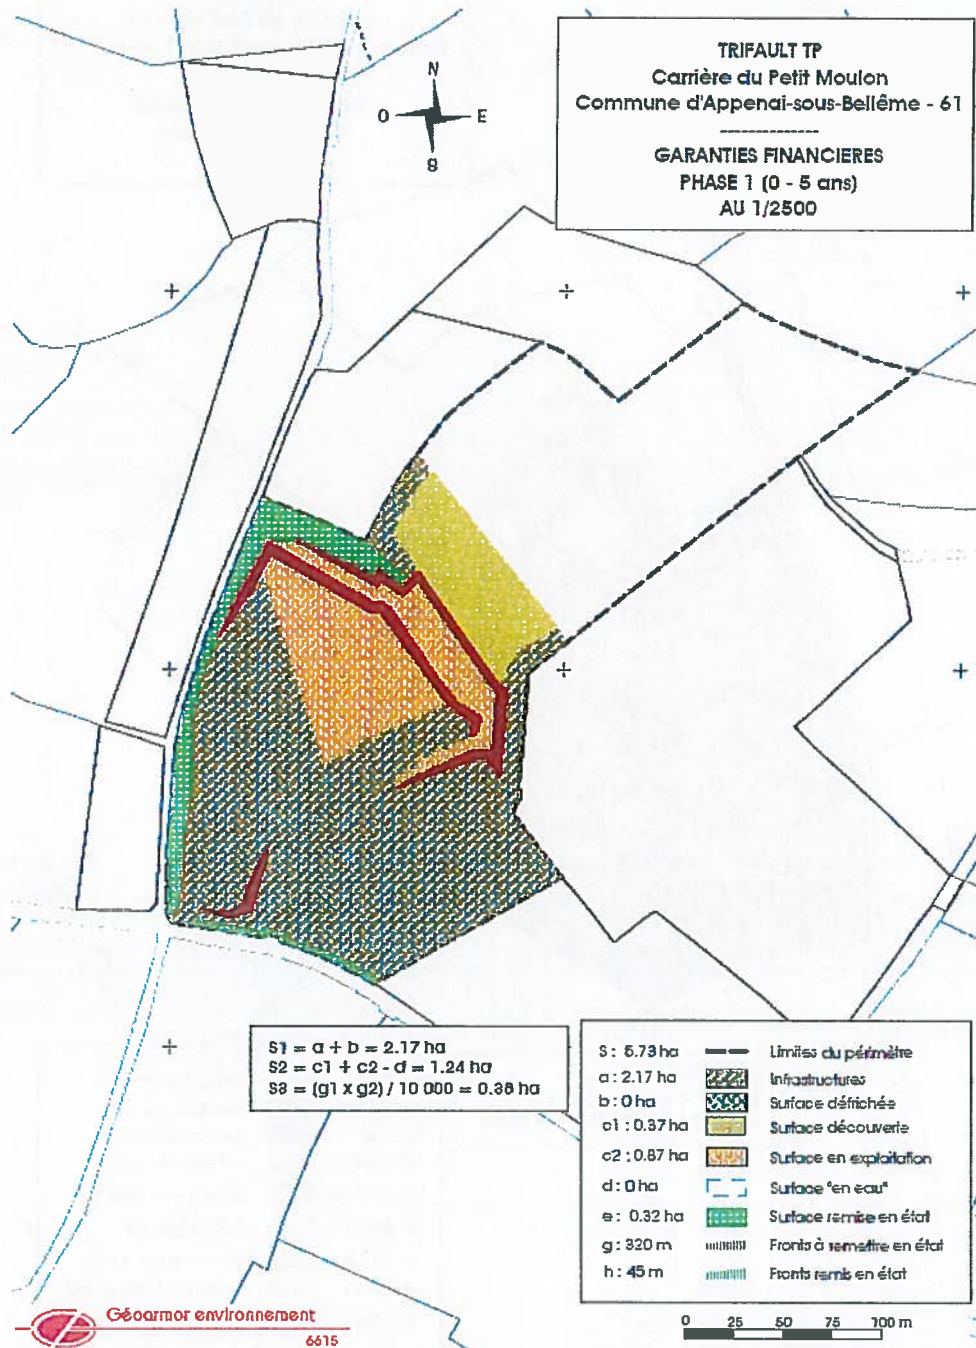 TRIFAULT TP
Carrière du Petit Moulon
Commune d'Appenai-sous-Bellême - 61
--------------
GARANTIES FINANCIERES
PHASE 1 (0 - 5 ans)
AU 1/2500
N
O
E
S
S1 = a + b = 2.17 ha
S2 = c1 + c2 - d = 1.24 ha
S3 = (g1 x g2) / 10 000 = 0.38 ha
S : 5.73 ha Limites du périmètre
a : 2.17 ha Infrastructures
b : 0 ha Surface défrichée
c1 : 0.37 ha Surface découverte
c2 : 0.87 ha Surface en exploitation
d : 0 ha Surface "en eau"
e : 0.32 ha Surface remise en état
g : 320 m Fronts à remettre en état
h : 45 m Fronts remis en état
Géoarmor environnement
6615
0 25 50 75 100 m